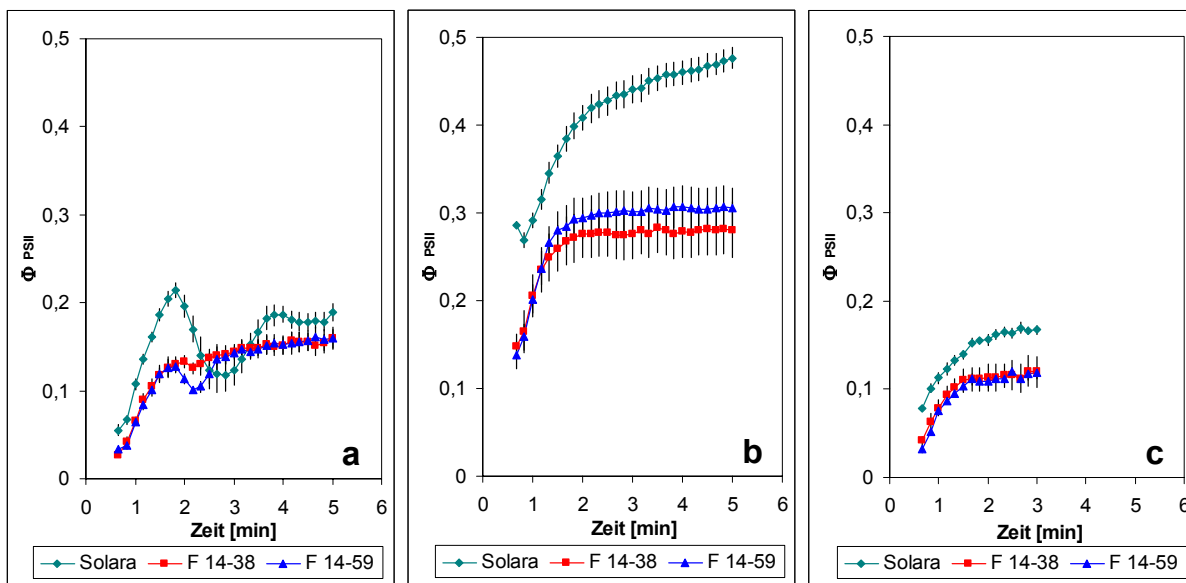 0,5
0,4
0,3
0,2
0,1
0
Φ PSII
0 1 2 3 4 5 6
Zeit [min]
a
Solara F 14-38 F 14-59
0,5
0,4
0,3
0,2
0,1
0
Φ PSII
0 1 2 3 4 5 6
Zeit [min]
b
Solara F 14-38 F 14-59
0,5
0,4
0,3
0,2
0,1
0
Φ PSII
0 1 2 3 4 5 6
Zeit [min]
c
Solara F 14-38 F 14-59